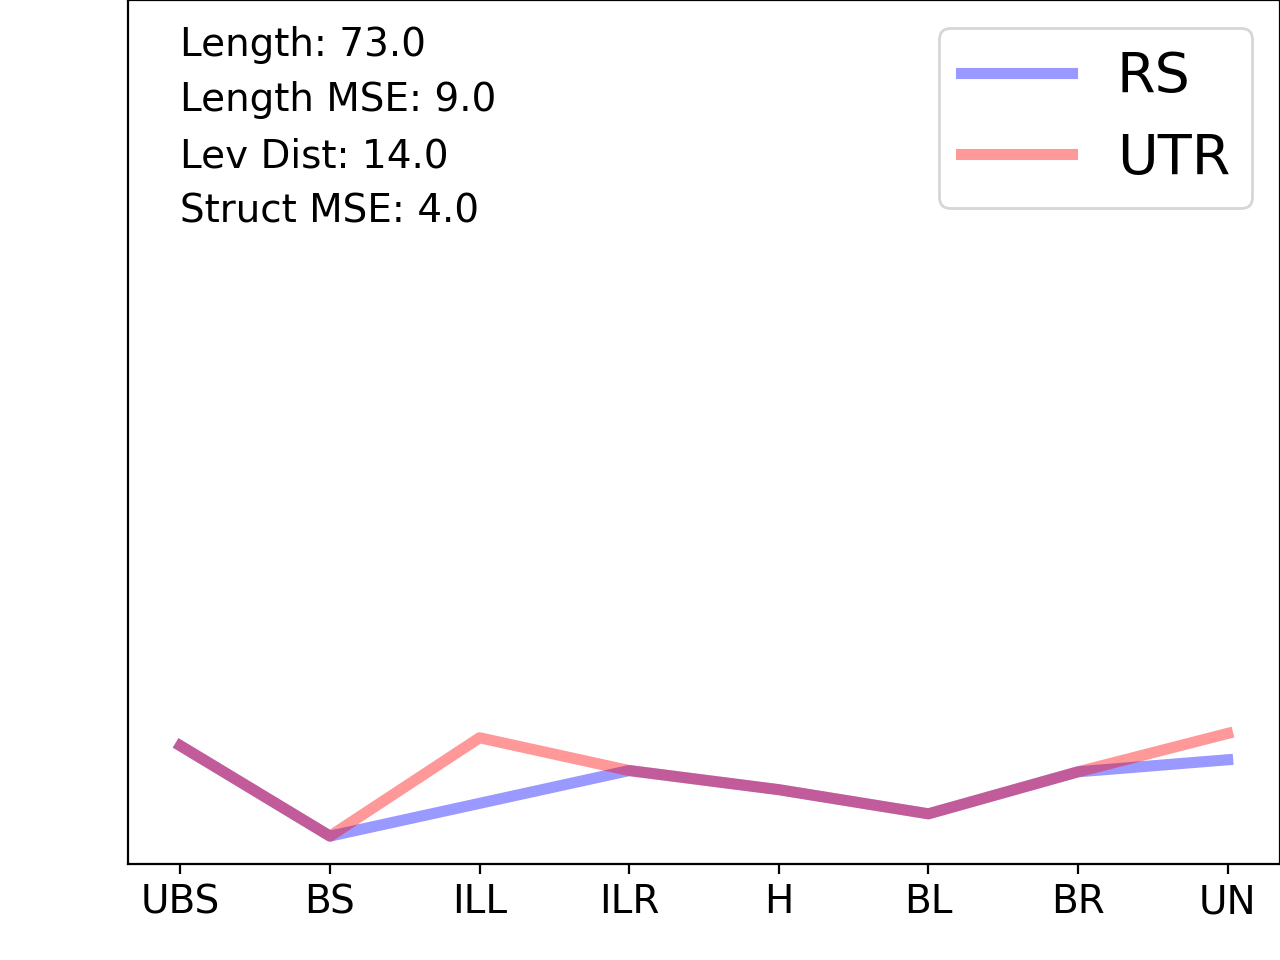 Length: 73.0
Length MSE: 9.0
Lev Dist: 14.0
Struct MSE: 4.0
RS
UTR
UBS BS ILL ILR H BL BR UN